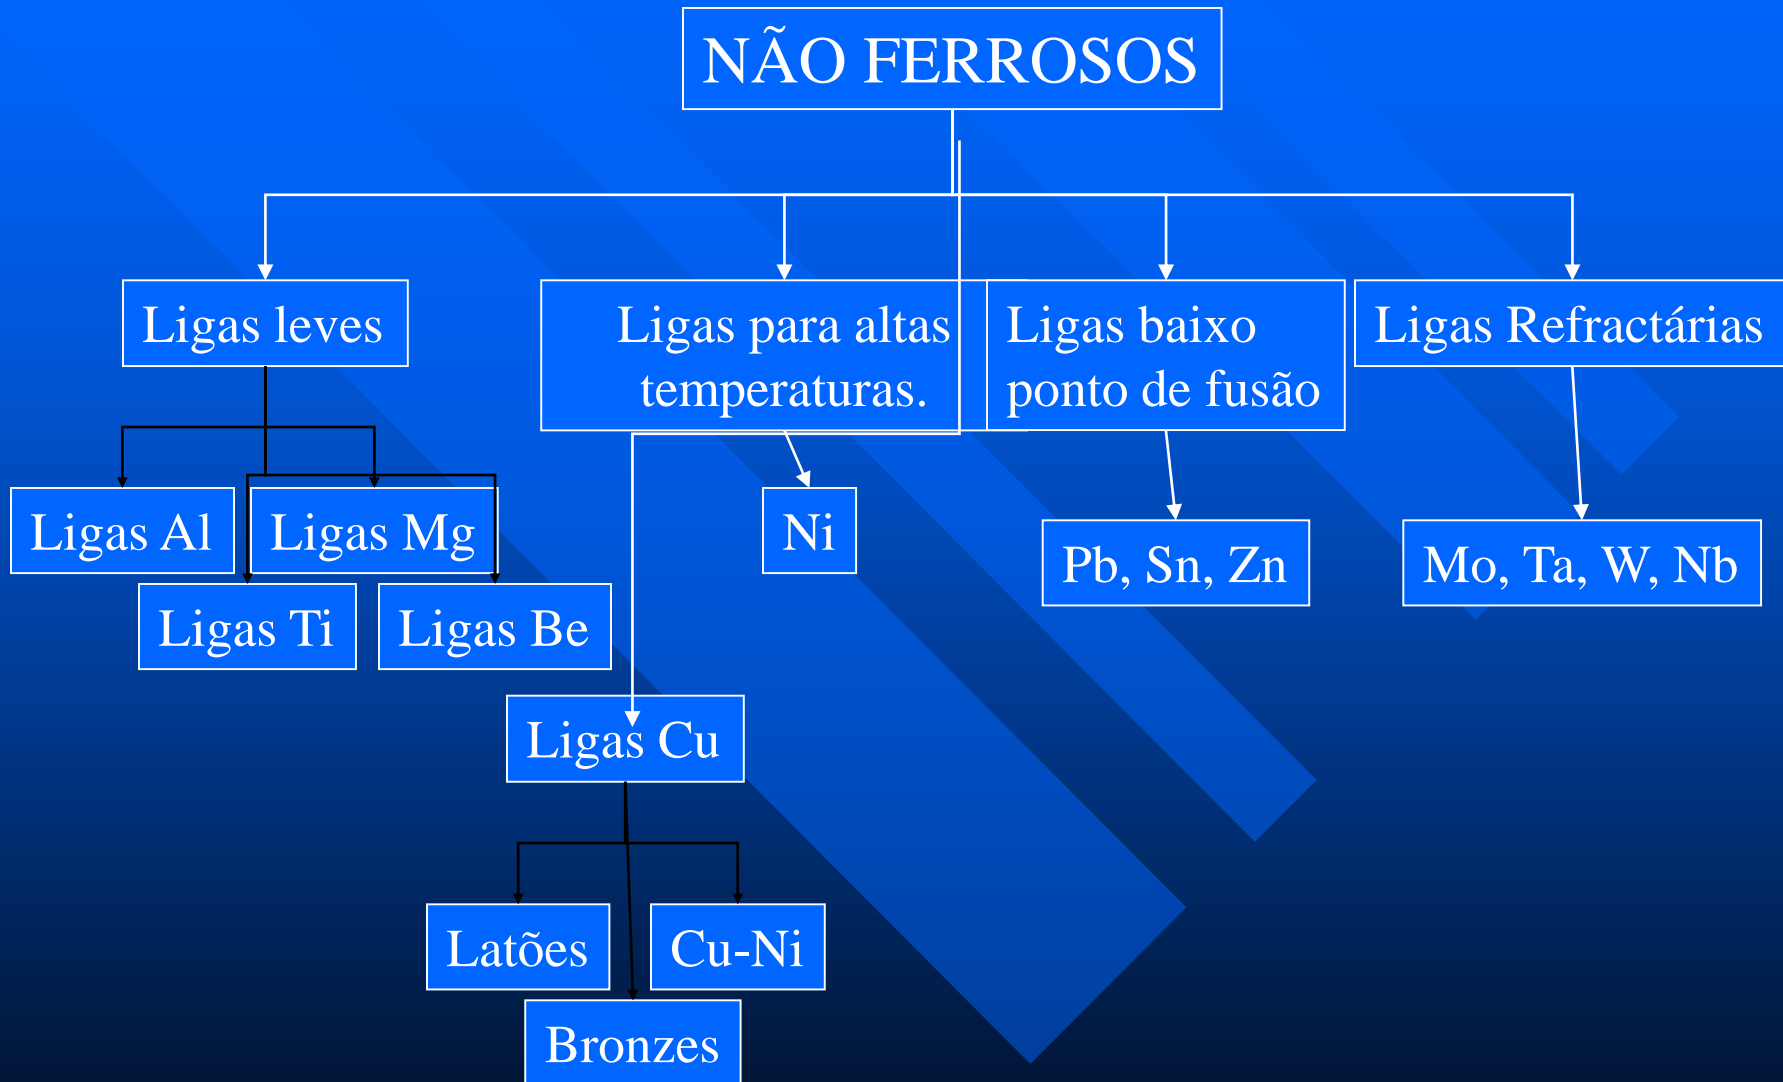 NÃO FERROSOS
Ligas leves
Ligas para altas
temperaturas.
Ligas baixo
ponto de fusão
Ligas Refractárias
Ligas Al
Ligas Mg
Ni
Pb, Sn, Zn
Mo, Ta, W, Nb
Ligas Ti
Ligas Be
Ligas Cu
Latões
Cu-Ni
Bronzes